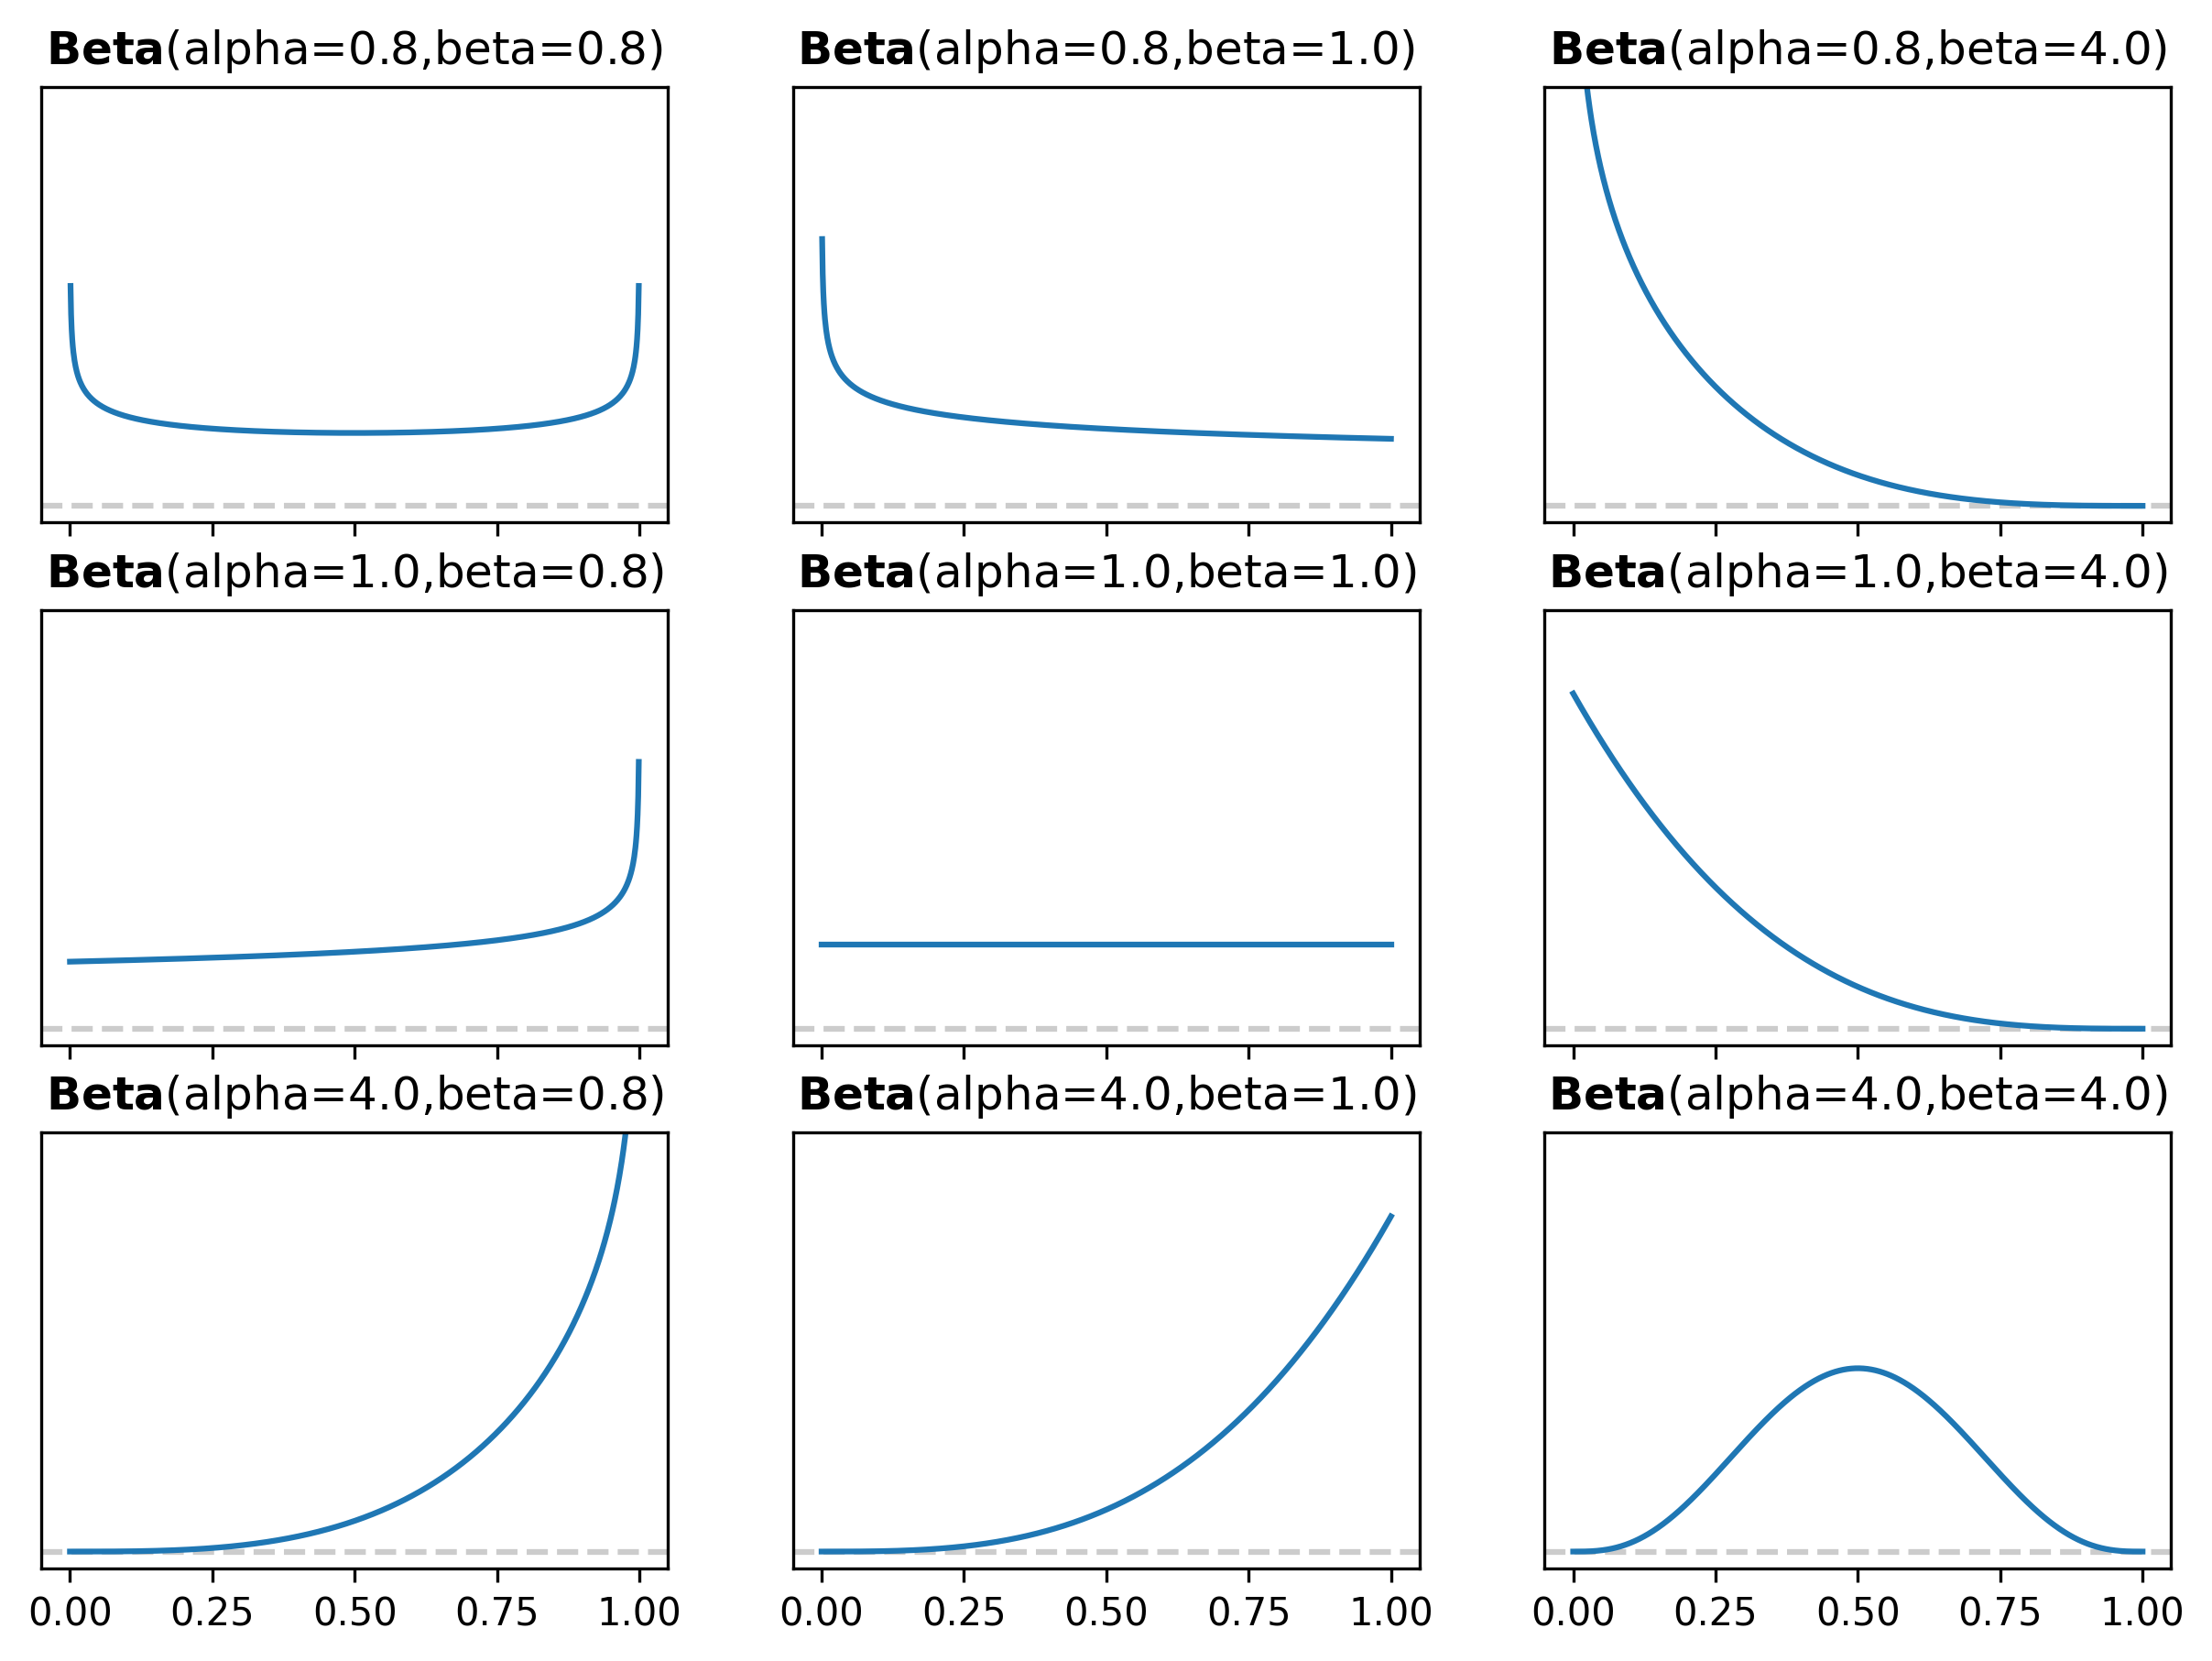 Beta(alpha=0.8,beta=0.8)
Beta(alpha=0.8,beta=1.0)
Beta(alpha=0.8,beta=4.0)
Beta(alpha=1.0,beta=0.8)
Beta(alpha=1.0,beta=1.0)
Beta(alpha=1.0,beta=4.0)
Beta(alpha=4.0,beta=0.8)
Beta(alpha=4.0,beta=1.0)
Beta(alpha=4.0,beta=4.0)
0.00 0.25 0.50 0.75 1.00
0.00 0.25 0.50 0.75 1.00
0.00 0.25 0.50 0.75 1.00